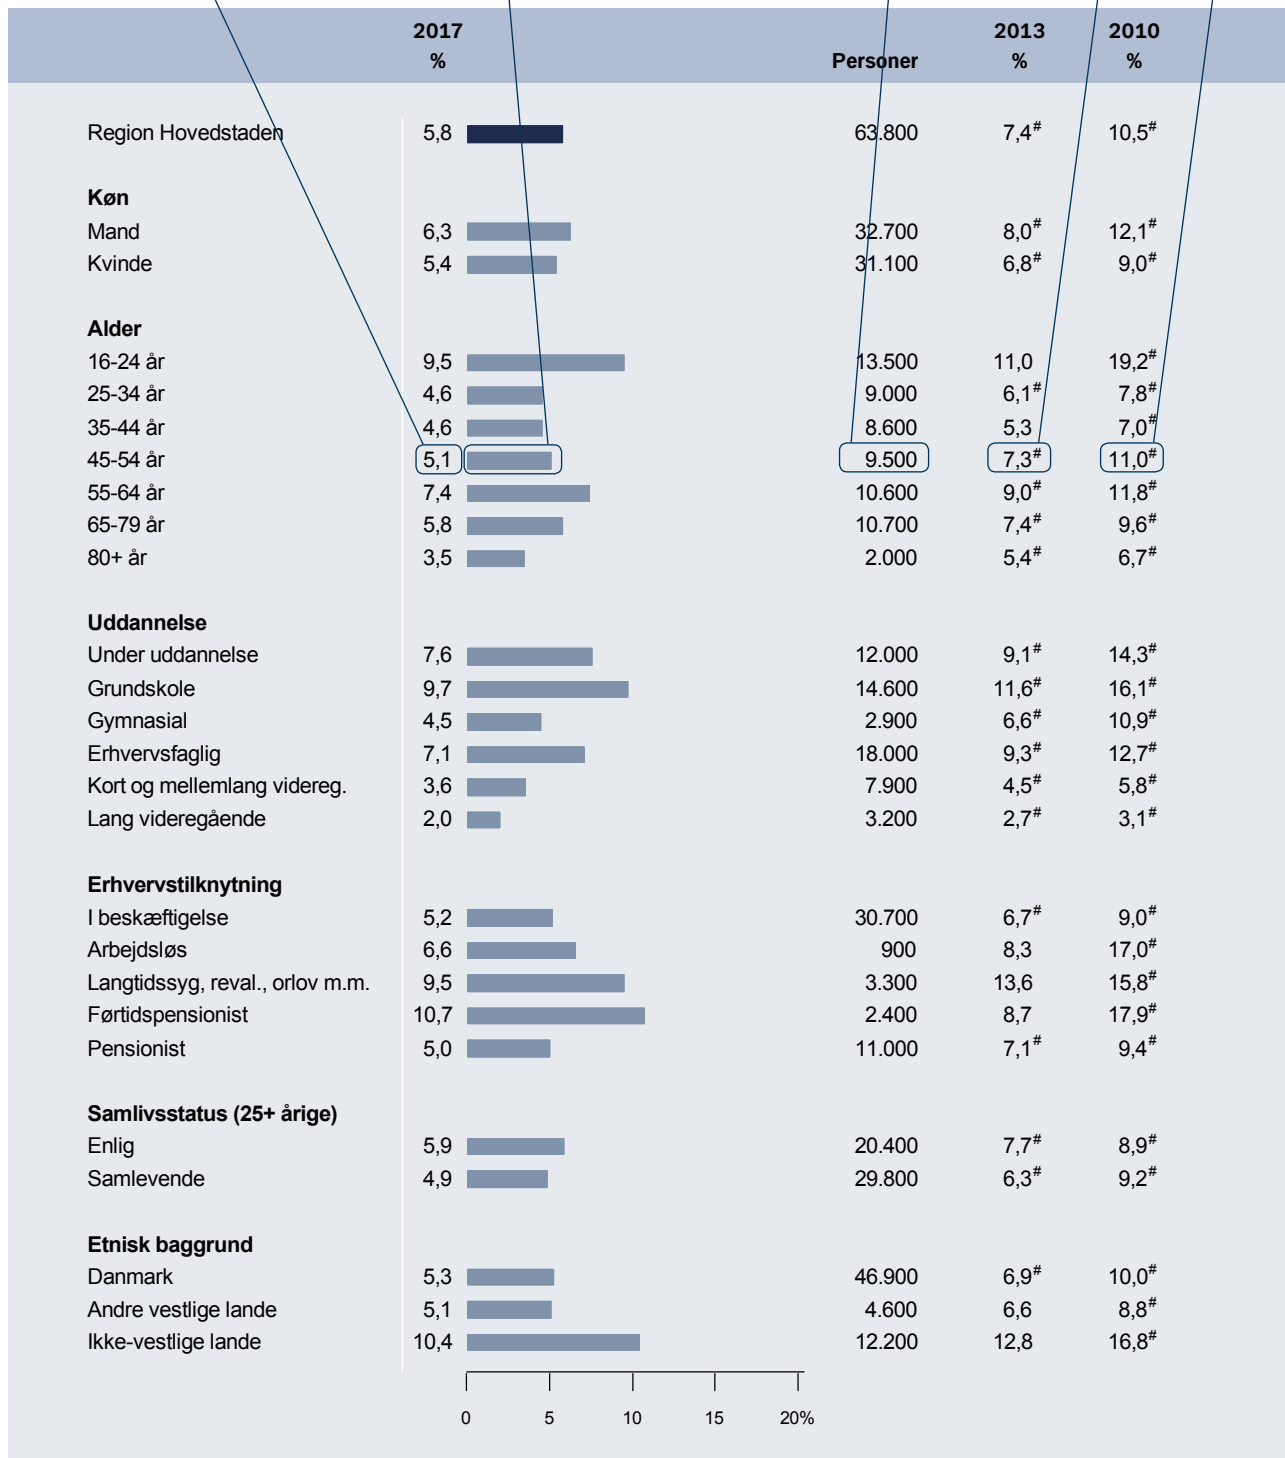 2017 2013 2010
% Personer % %
Region Hovedstaden 5,8 63.800 7,4# 10,5#
Køn
Mand 6,3 32.700 8,0# 12,1#
Kvinde 5,4 31.100 6,8# 9,0#
Alder
16-24 år 9,5 13.500 11,0 19,2#
25-34 år 4,6 9.000 6,1# 7,8#
35-44 år 4,6 8.600 5,3 7,0#
45-54 år 5,1 9.500 7,3# 11,0#
55-64 år 7,4 10.600 9,0# 11,8#
65-79 år 5,8 10.700 7,4# 9,6#
80+ år 3,5 2.000 5,4# 6,7#
Uddannelse
Under uddannelse 7,6 12.000 9,1# 14,3#
Grundskole 9,7 14.600 11,6# 16,1#
Gymnasial 4,5 2.900 6,6# 10,9#
Erhvervsfaglig 7,1 18.000 9,3# 12,7#
Kort og mellemlang videreg. 3,6 7.900 4,5# 5,8#
Lang videregående 2,0 3.200 2,7# 3,1#
Erhvervstilknytning
I beskæftigelse 5,2 30.700 6,7# 9,0#
Arbejdsløs 6,6 900 8,3 17,0#
Langtidssyg, reval., orlov m.m. 9,5 3.300 13,6 15,8#
Førtidspensionist 10,7 2.400 8,7 17,9#
Pensionist 5,0 11.000 7,1# 9,4#
Samlivsstatus (25+ årige)
Enlig 5,9 20.400 7,7# 8,9#
Samlevende 4,9 29.800 6,3# 9,2#
Etnisk baggrund
Danmark 5,3 46.900 6,9# 10,0#
Andre vestlige lande 5,1 4.600 6,6 8,8#
Ikke-vestlige lande 10,4 12.200 12,8 16,8#
0 5 10 15 20%